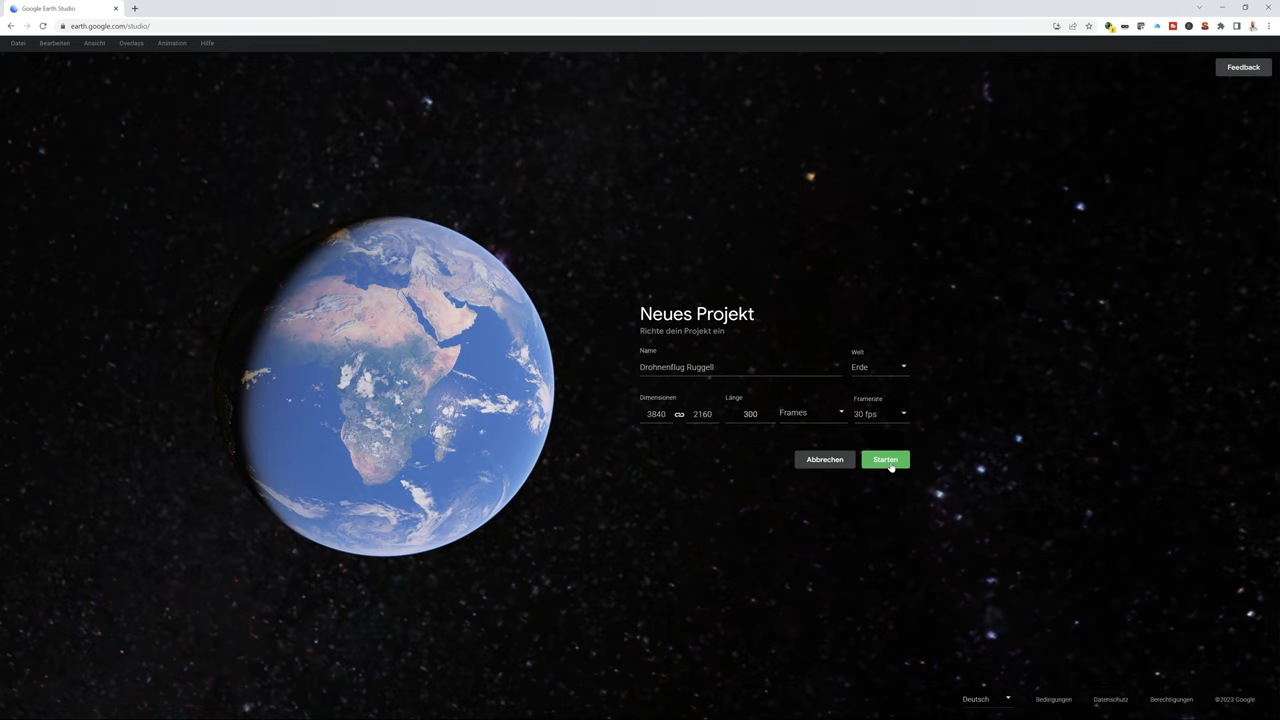 Google Earth Studio
earth.google.com/studio/
Datei Bearbeiten Ansicht Overlays Animation Hilfe
Feedback
Neues Projekt
Richte dein Projekt ein
Name Welt
Drohnenflug Ruggell Erde
Dimensionen Länge Framerate
3840 2160 300 Frames 30 fps
Abbrechen Starten
Deutsch Bedingungen Datenschutz Berechtigungen ©2023 Google